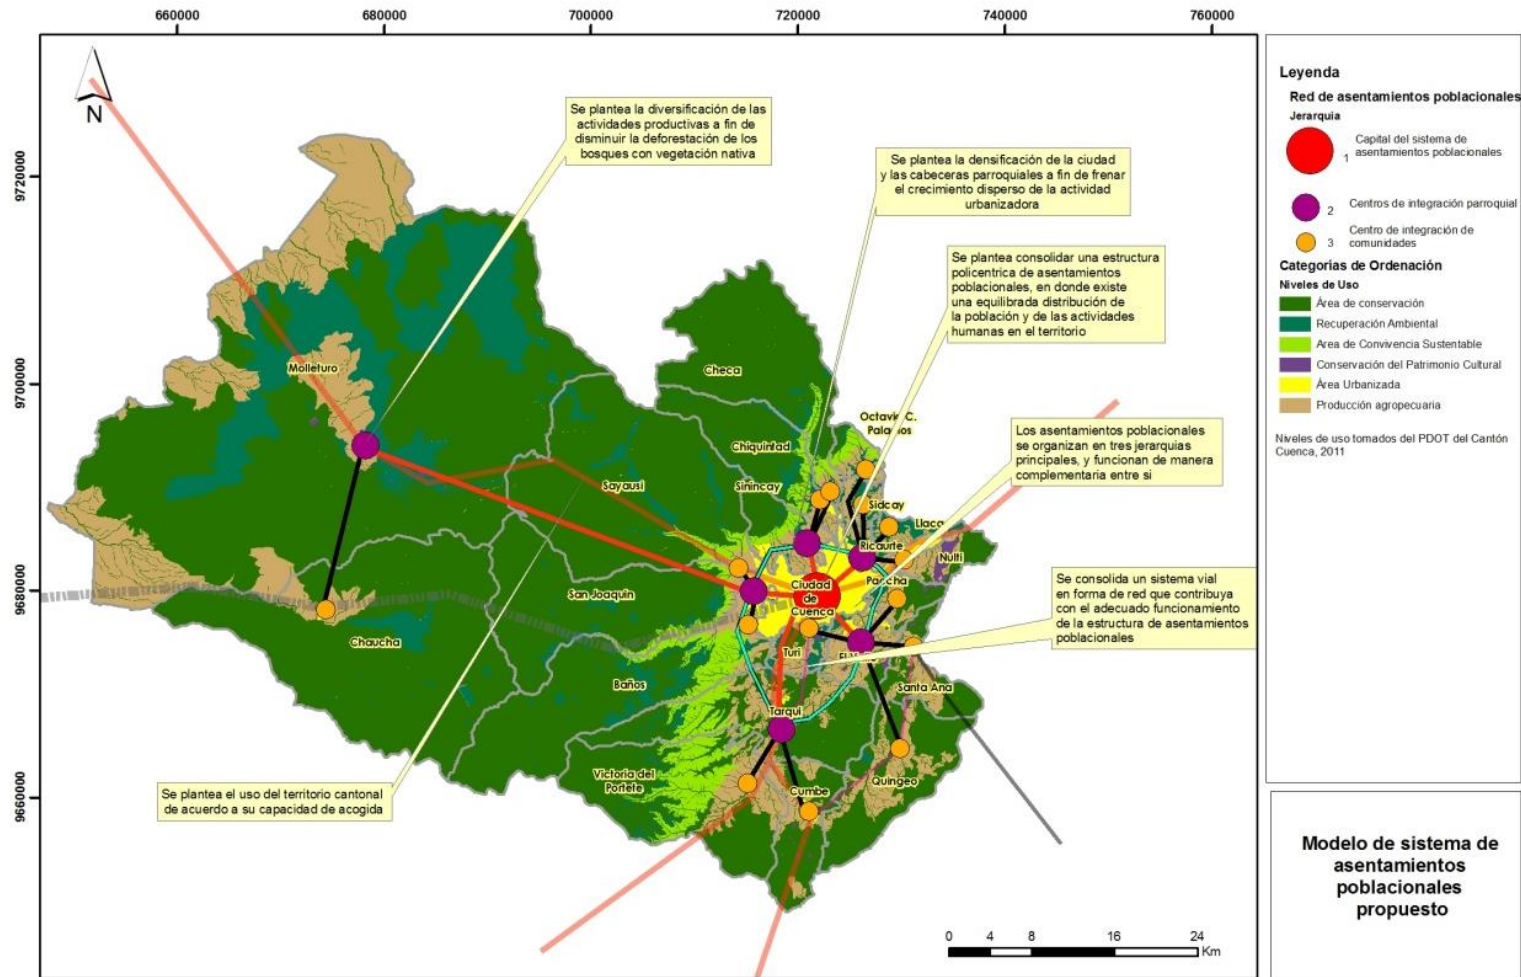 660000
680000
700000
720000
740000
760000
9720000
9700000
9680000
9660000
N
Se plantea la diversificación de las
actividades productivas a fin de
disminuir la deforestación de los
bosques con vegetación nativa
Se plantea la densificación de la ciudad
y las cabeceras parroquiales a fin de frenar
el crecimiento disperso de la actividad
urbanizadora
Se plantea consolidar una estructura
policentrica de asentamientos
poblacionales, en donde existe
una equilibrada distribución de
la población y de las actividades
humanas en el territorio
Los asentamientos poblacionales
se organizan en tres jerarquias
principales, y funcionan de manera
complementaria entre si
Se consolida un sistema vial
en forma de red que contribuya
con el adecuado funcionamiento
de la estructura de asentamientos
poblacionales
Se plantea el uso del territorio cantonal
de acuerdo a su capacidad de acogida
Molleturo
Checa
Chiquintad
Sinincay
Sayausí
Sidcay
Ricaurte
Nulti
Paccha
Ciudad
de
Cuenca
San Joaquin
Chaucha
Turi
Baños
Santa Ana
Tarqui
Victoria del
Portete
Cumbe
Quingeo
0 4 8 16 24
Km
Leyenda
Red de asentamientos poblacionales
Jerarquia
1 Capital del sistema de
asentamientos poblacionales
2 Centros de integración parroquial
3 Centro de integración de
comunidades
Categorías de Ordenación
Niveles de Uso
Área de conservación
Recuperación Ambiental
Area de Convivencia Sustentable
Conservación del Patrimonio Cultural
Área Urbanizada
Producción agropecuaria
Niveles de uso tomados del PDOT del Cantón
Cuenca, 2011
Modelo de sistema de
asentamientos
poblacionales
propuesto